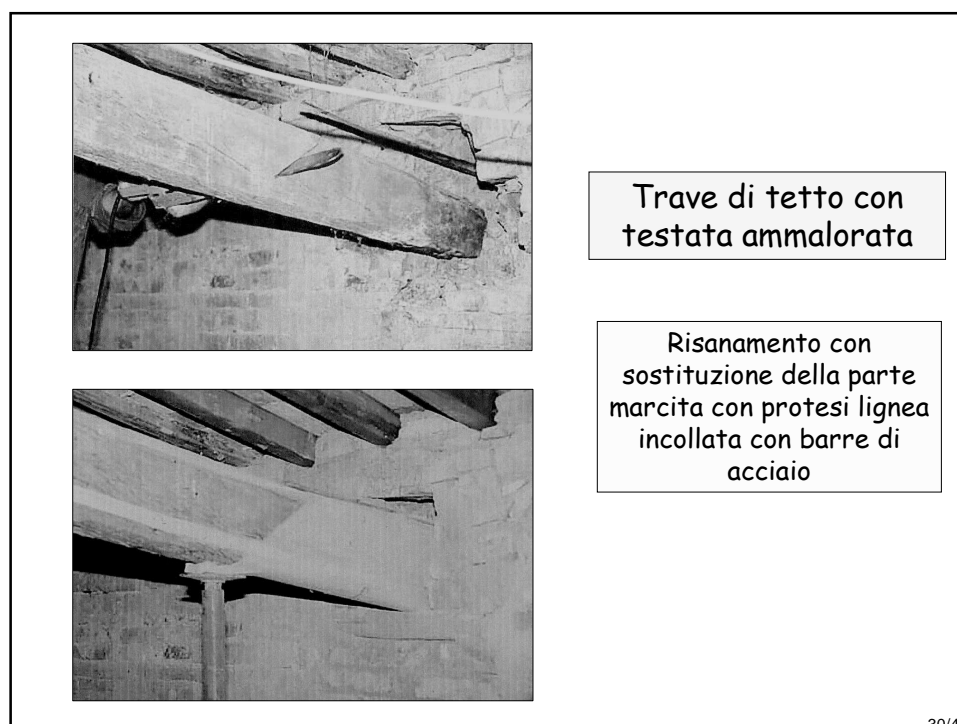 Trave di tetto con
testata ammalorata
Risanamento con
sostituzione della parte
marcita con protesi lignea
incollata con barre di
acciaio